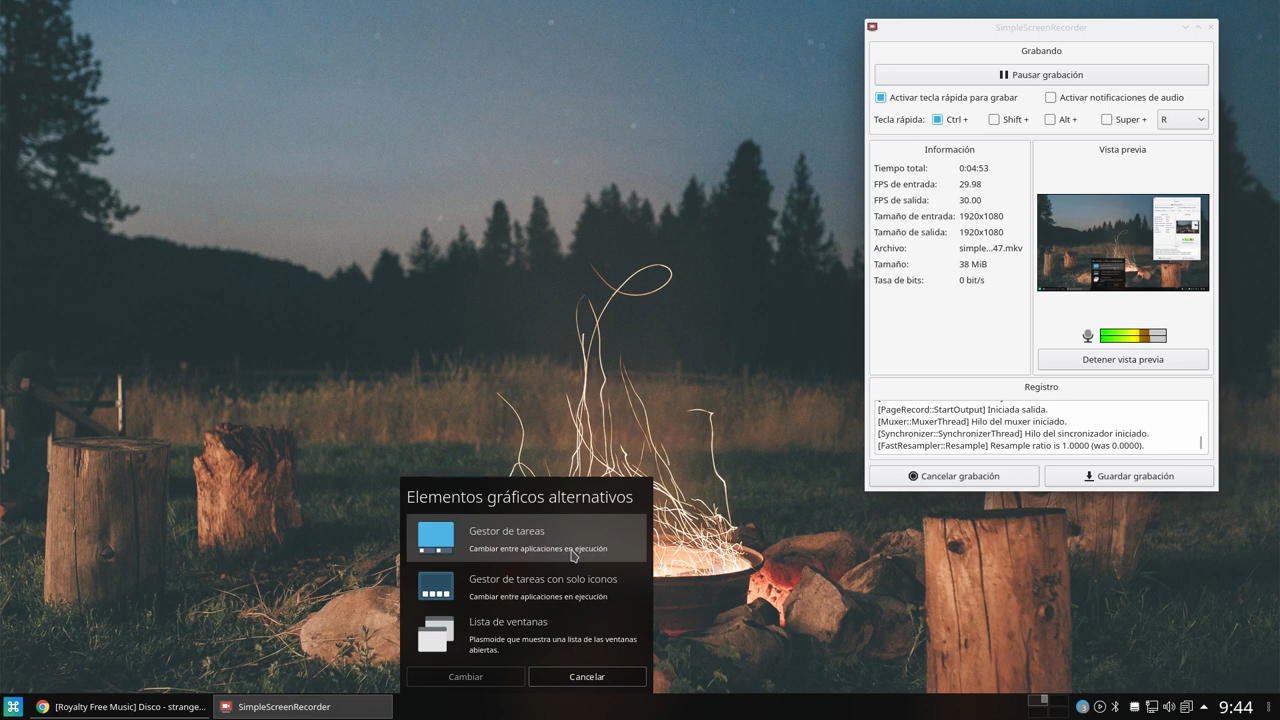 SimpleScreenRecorder
Grabando
Pausar grabación
Activar tecla rápida para grabar
Activar notificaciones de audio
Tecla rápida:
Ctrl +
Shift +
Alt +
Super +
R
Información
Tiempo total: 0:04:53
FPS de entrada: 29.98
FPS de salida: 30.00
Tamaño de entrada: 1920x1080
Tamaño de salida: 1920x1080
Archivo: simple...47.mkv
Tamaño: 38 MiB
Tasa de bits: 0 bit/s
Vista previa
Detener vista previa
Registro
[PageRecord::StartOutput] Iniciada salida.
[Muxer::MuxerThread] Hilo del muxer iniciado.
[Synchronizer::SynchronizerThread] Hilo del sincronizador iniciado.
[FastResampler::Resample] Resample ratio is 1.0000 (was 0.0000).
Cancelar grabación
Guardar grabación
Elementos gráficos alternativos
Gestor de tareas
Cambiar entre aplicaciones en ejecución
Gestor de tareas con solo iconos
Cambiar entre aplicaciones en ejecución
Lista de ventanas
Plasmoide que muestra una lista de las ventanas
abiertas.
Cambiar
Cancelar
[Royalty Free Music] Disco - strange...
SimpleScreenRecorder
3
9:44